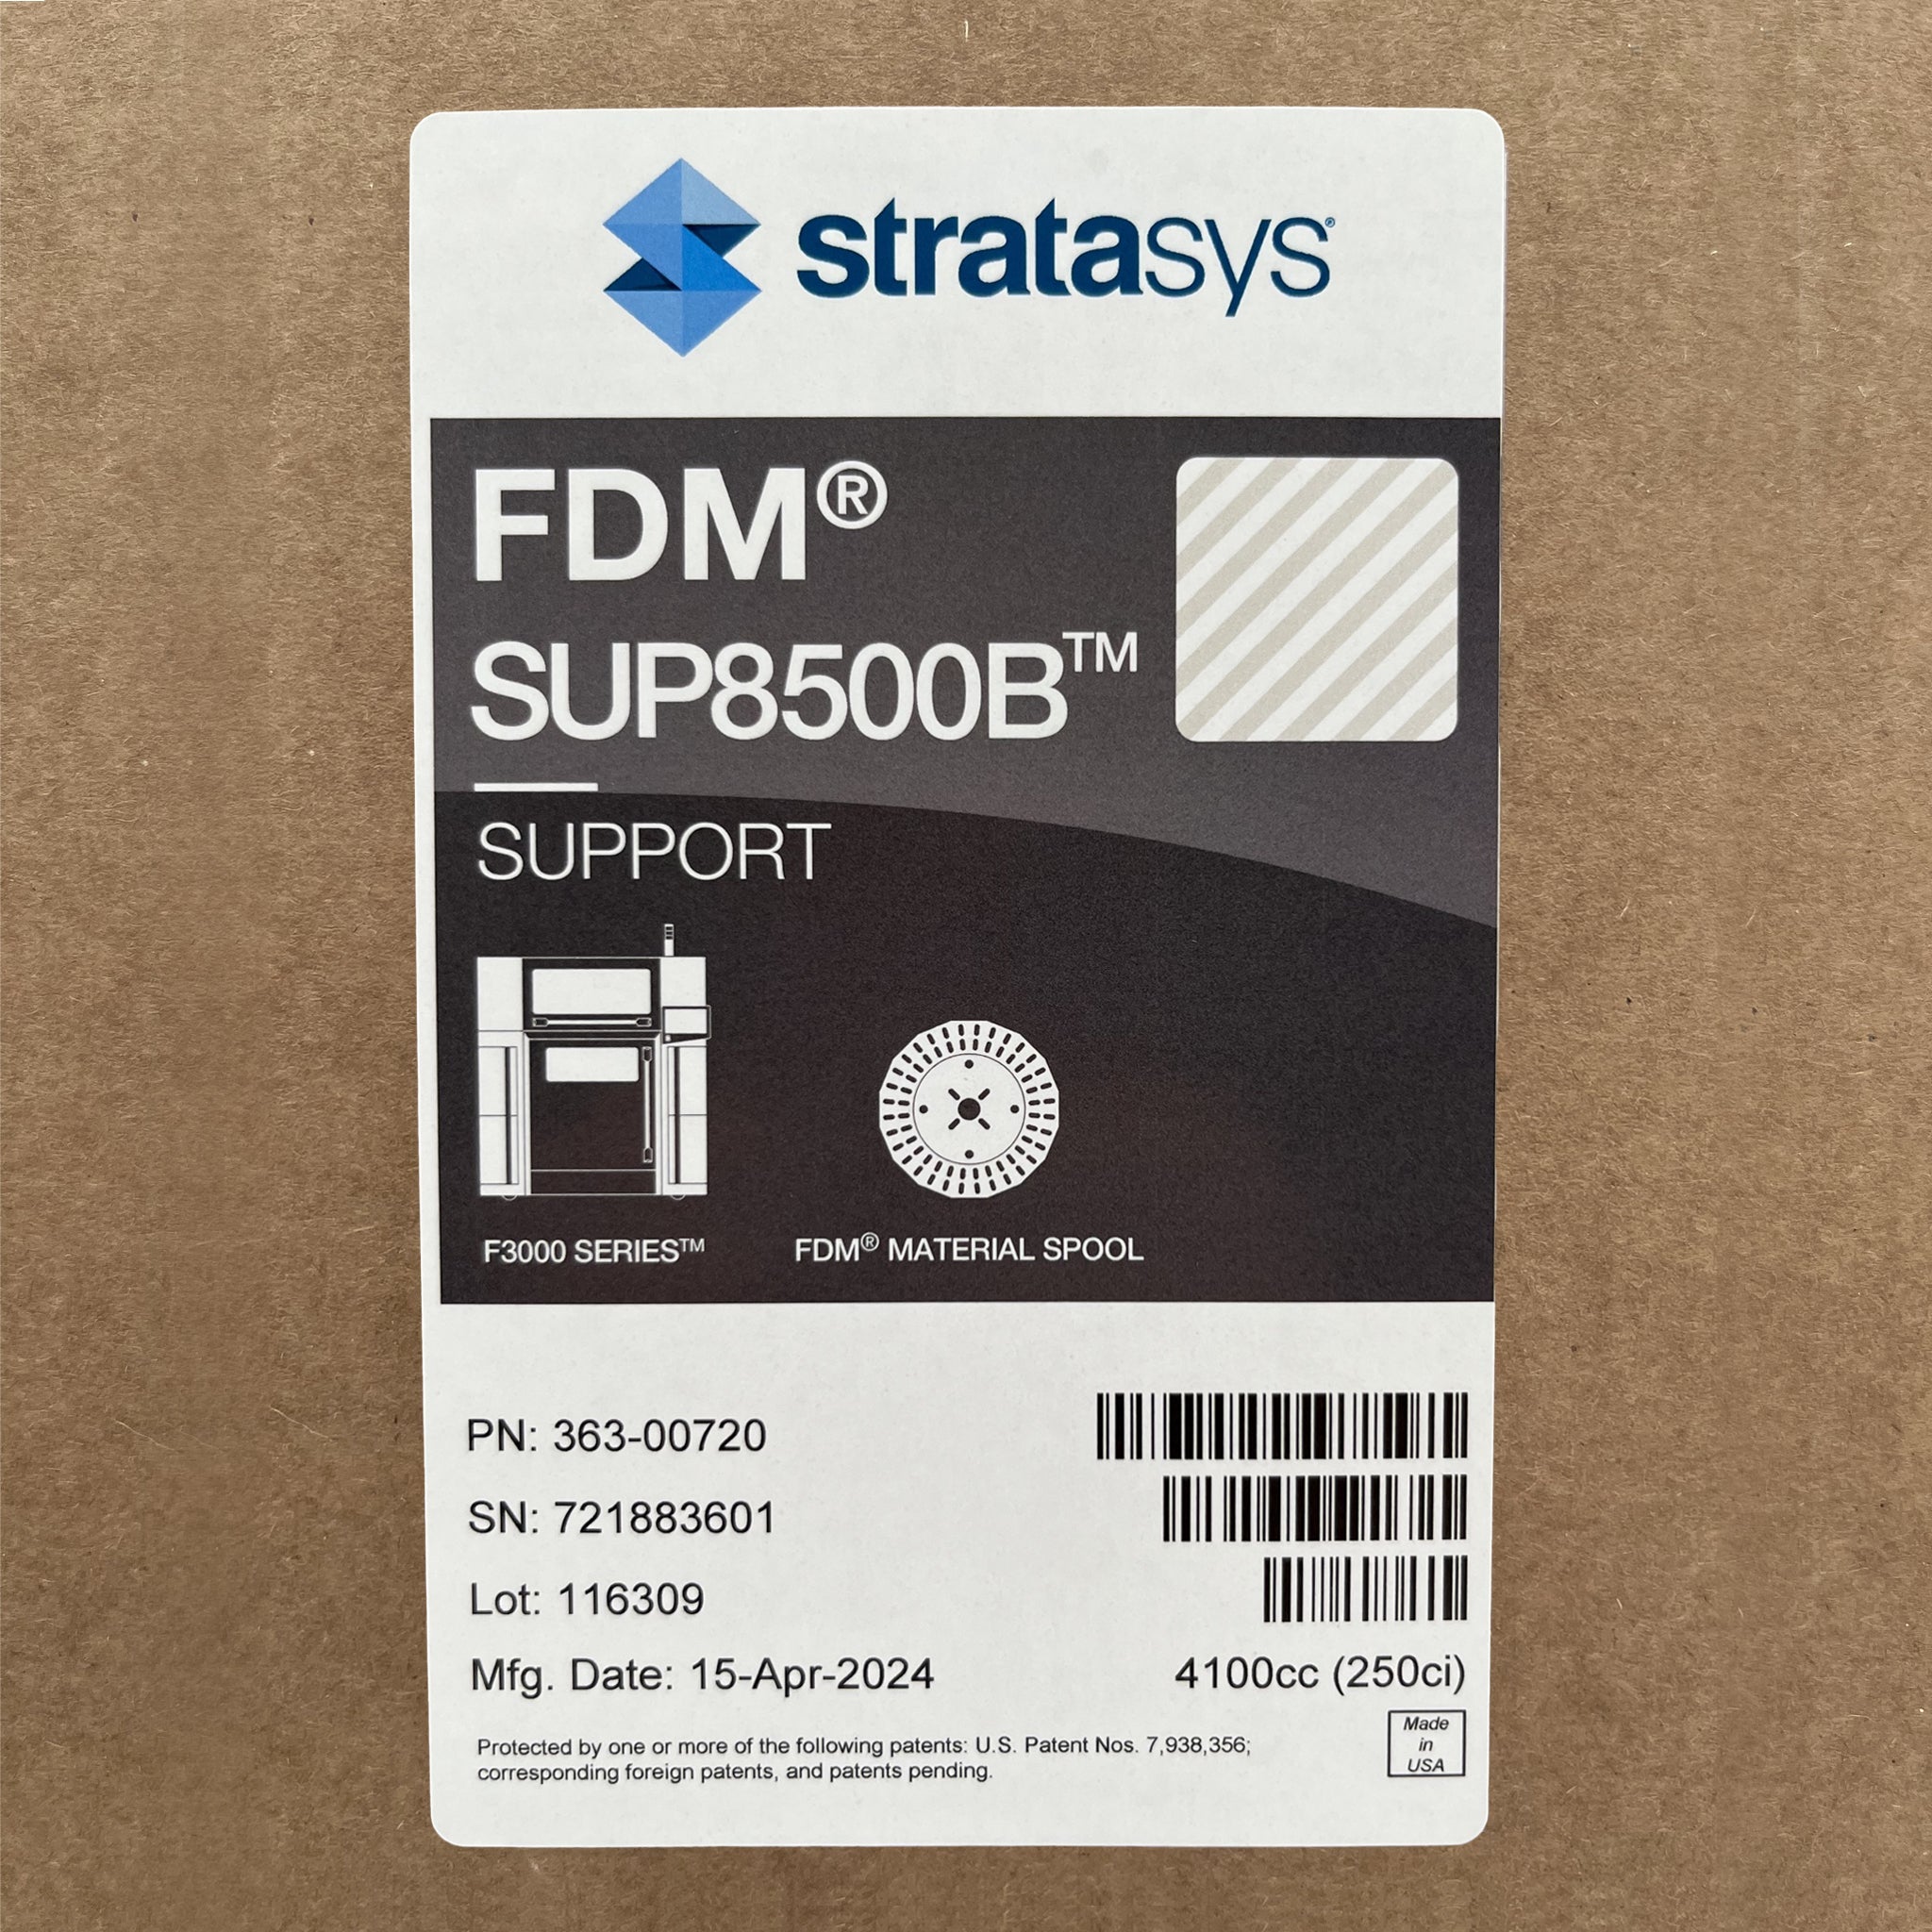 stratasys®
FDM®
SUP8500B™
SUPPORT
F3000 SERIES™
FDM® MATERIAL SPOOL
PN: 363-00720
SN: 721883601
Lot: 116309
Mfg. Date: 15-Apr-2024
4100cc (250ci)
Protected by one or more of the following patents: U.S. Patent Nos. 7,938,356;
corresponding foreign patents, and patents pending.
Made
in
USA